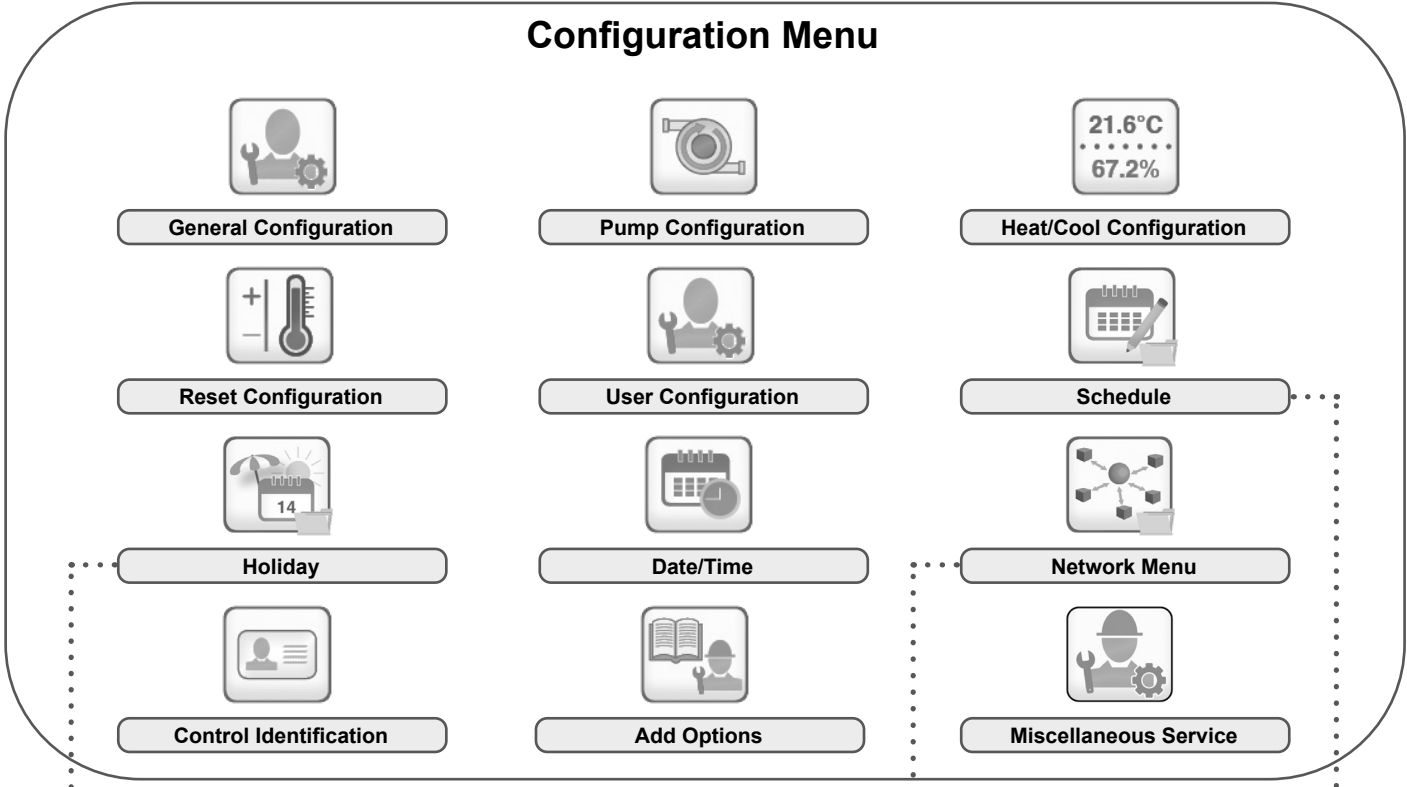 Configuration Menu
21.6°C
67.2%
General Configuration
Pump Configuration
Heat/Cool Configuration
+
–
Reset Configuration
User Configuration
Schedule
14
Holiday
Date/Time
Network Menu
Control Identification
Add Options
Miscellaneous Service